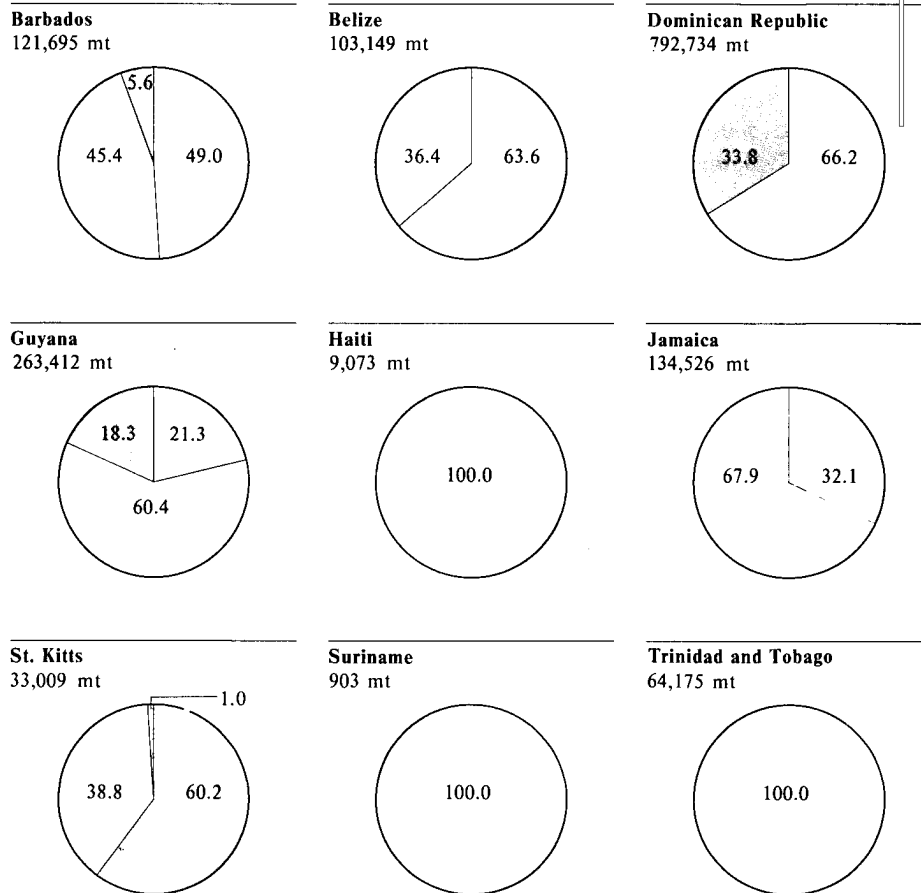 Barbados
121,695 mt
5.6
45.4
49.0
Belize
103,149 mt
36.4
63.6
Dominican Republic
792,734 mt
33.8
66.2
Guyana
263,412 mt
18.3
21.3
60.4
Haiti
9,073 mt
100.0
Jamaica
134,526 mt
67.9
32.1
St. Kitts
33,009 mt
1.0
38.8
60.2
Suriname
903 mt
100.0
Trinidad and Tobago
64,175 mt
100.0